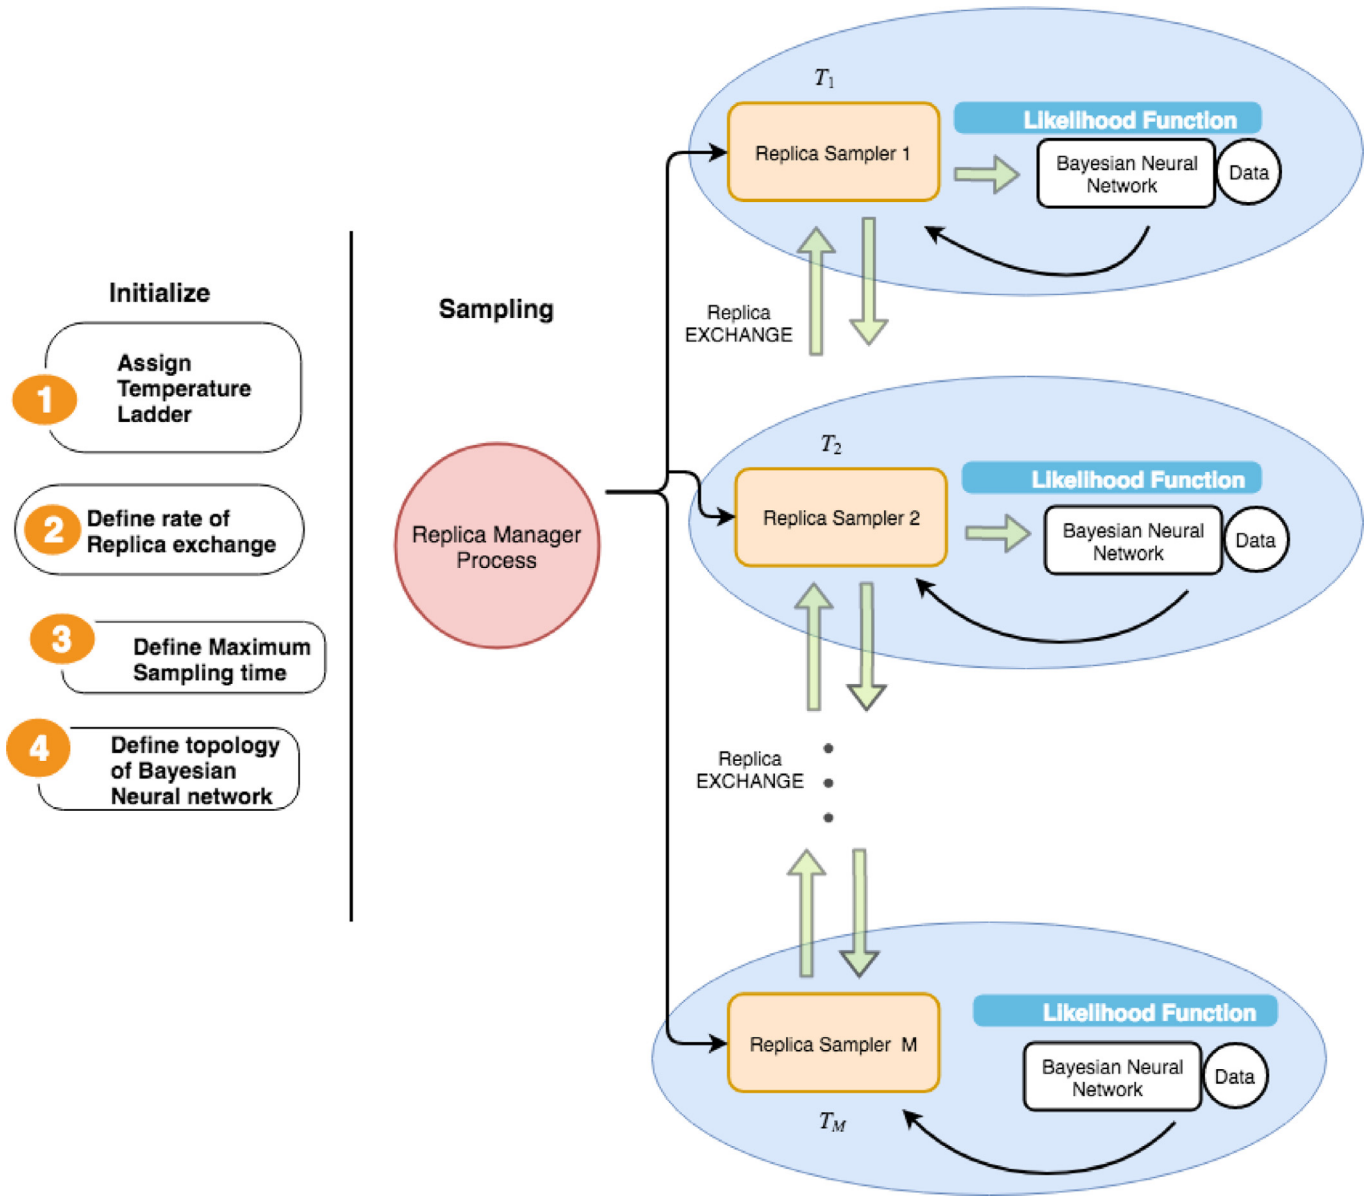 Initialize
1
Assign
Temperature
Ladder
2
Define rate of
Replica exchange
3
Define Maximum
Sampling time
4
Define topology
of Bayesian
Neural network
Sampling
Replica Manager
Process
T1
Replica Sampler 1
Likelihood Function
Bayesian Neural
Network
Data
Replica
EXCHANGE
T2
Replica Sampler 2
Likelihood Function
Bayesian Neural
Network
Data
Replica
EXCHANGE
Replica Sampler M
Likelihood Function
Bayesian Neural
Network
Data
TM